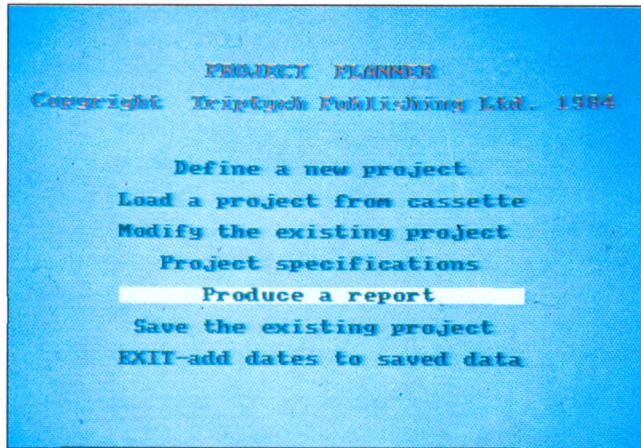 PROJECT PLANNER
Copyright Triptych Publishing Ltd. 1984
Define a new project
Load a project from cassette
Modify the existing project
Project specifications
Produce a report
Save the existing project
EXIT-add dates to saved data